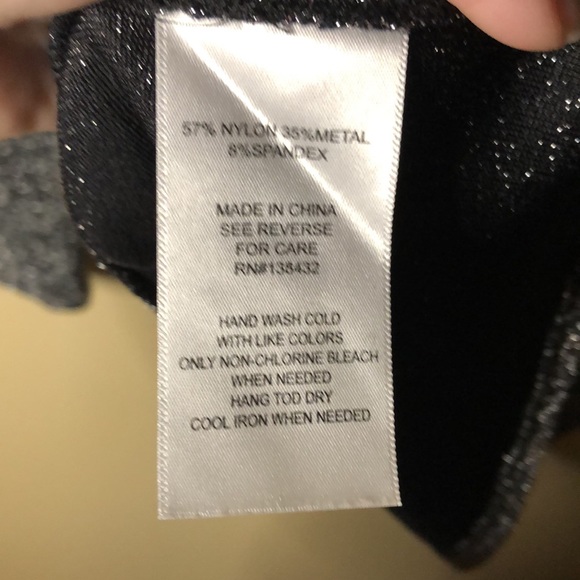 57% NYLON 35%METAL
8%SPANDEX
MADE IN CHINA
SEE REVERSE
FOR CARE
RN#138432
HAND WASH COLD
WITH LIKE COLORS
ONLY NON-CHLORINE BLEACH
WHEN NEEDED
HANG TOD DRY
COOL IRON WHEN NEEDED